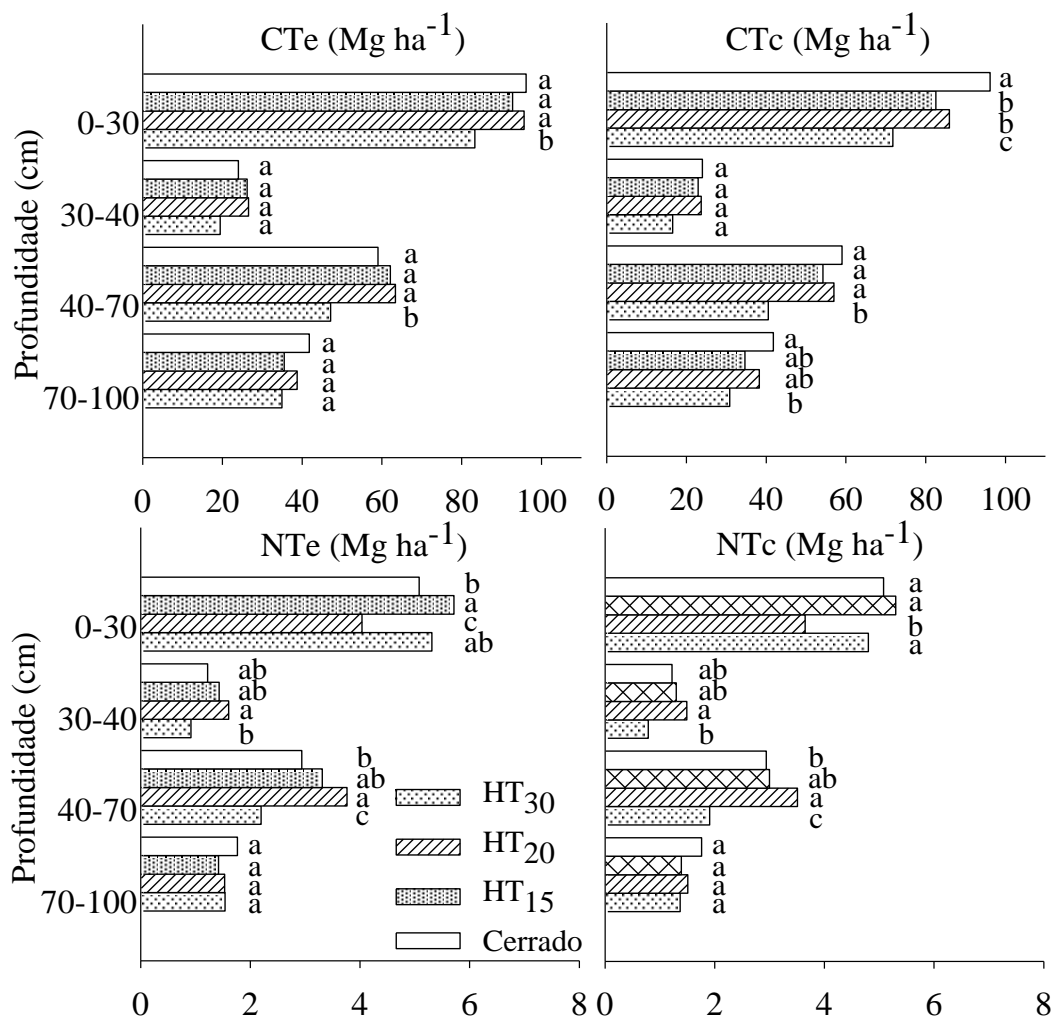 CTe (Mg ha-1)
a
a
a
b
a
a
a
a
a
a
a
b
a
a
a
a
Profundidade (cm)
0-30
30-40
40-70
70-100
0 20 40 60 80 100
CTc (Mg ha-1)
a
b
b
c
a
a
a
a
a
a
a
b
a
ab
ab
b
0 20 40 60 80 100
NTe (Mg ha-1)
b
a
c
ab
ab
ab
a
b
b
ab
a
c
a
a
a
a
Profundidade (cm)
0-30
30-40
40-70
70-100
HT30
HT20
HT15
Cerrado
0 2 4 6 8
NTc (Mg ha-1)
a
a
b
a
ab
ab
a
b
b
ab
a
c
a
a
a
a
0 2 4 6 8